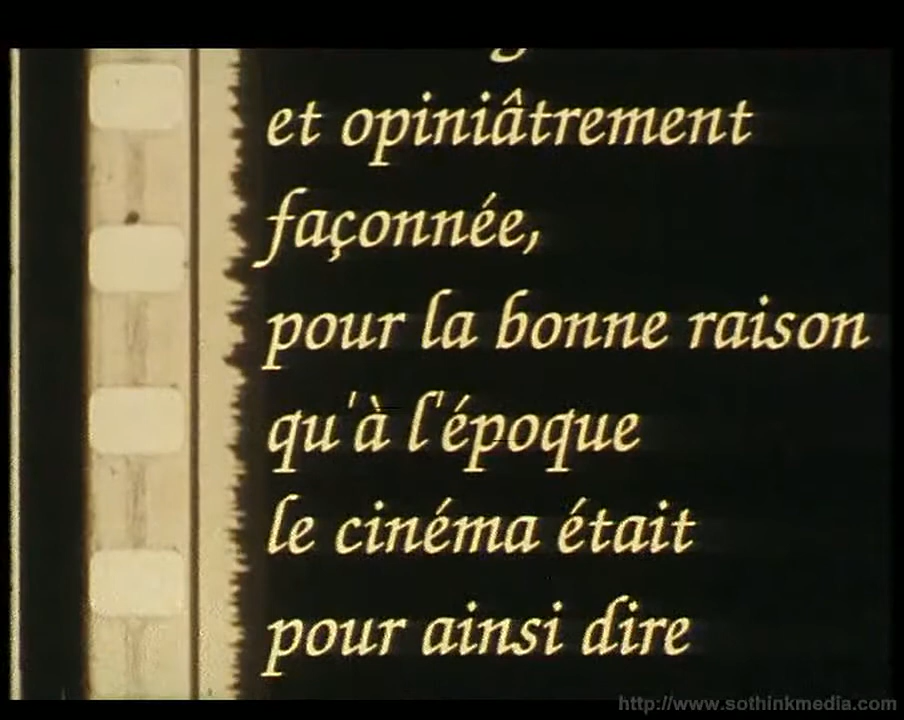 et opiniâtrement
façonnée,
pour la bonne raison
qu'à l'époque
le cinéma était
pour ainsi dire
http://www.sothinkmedia.com